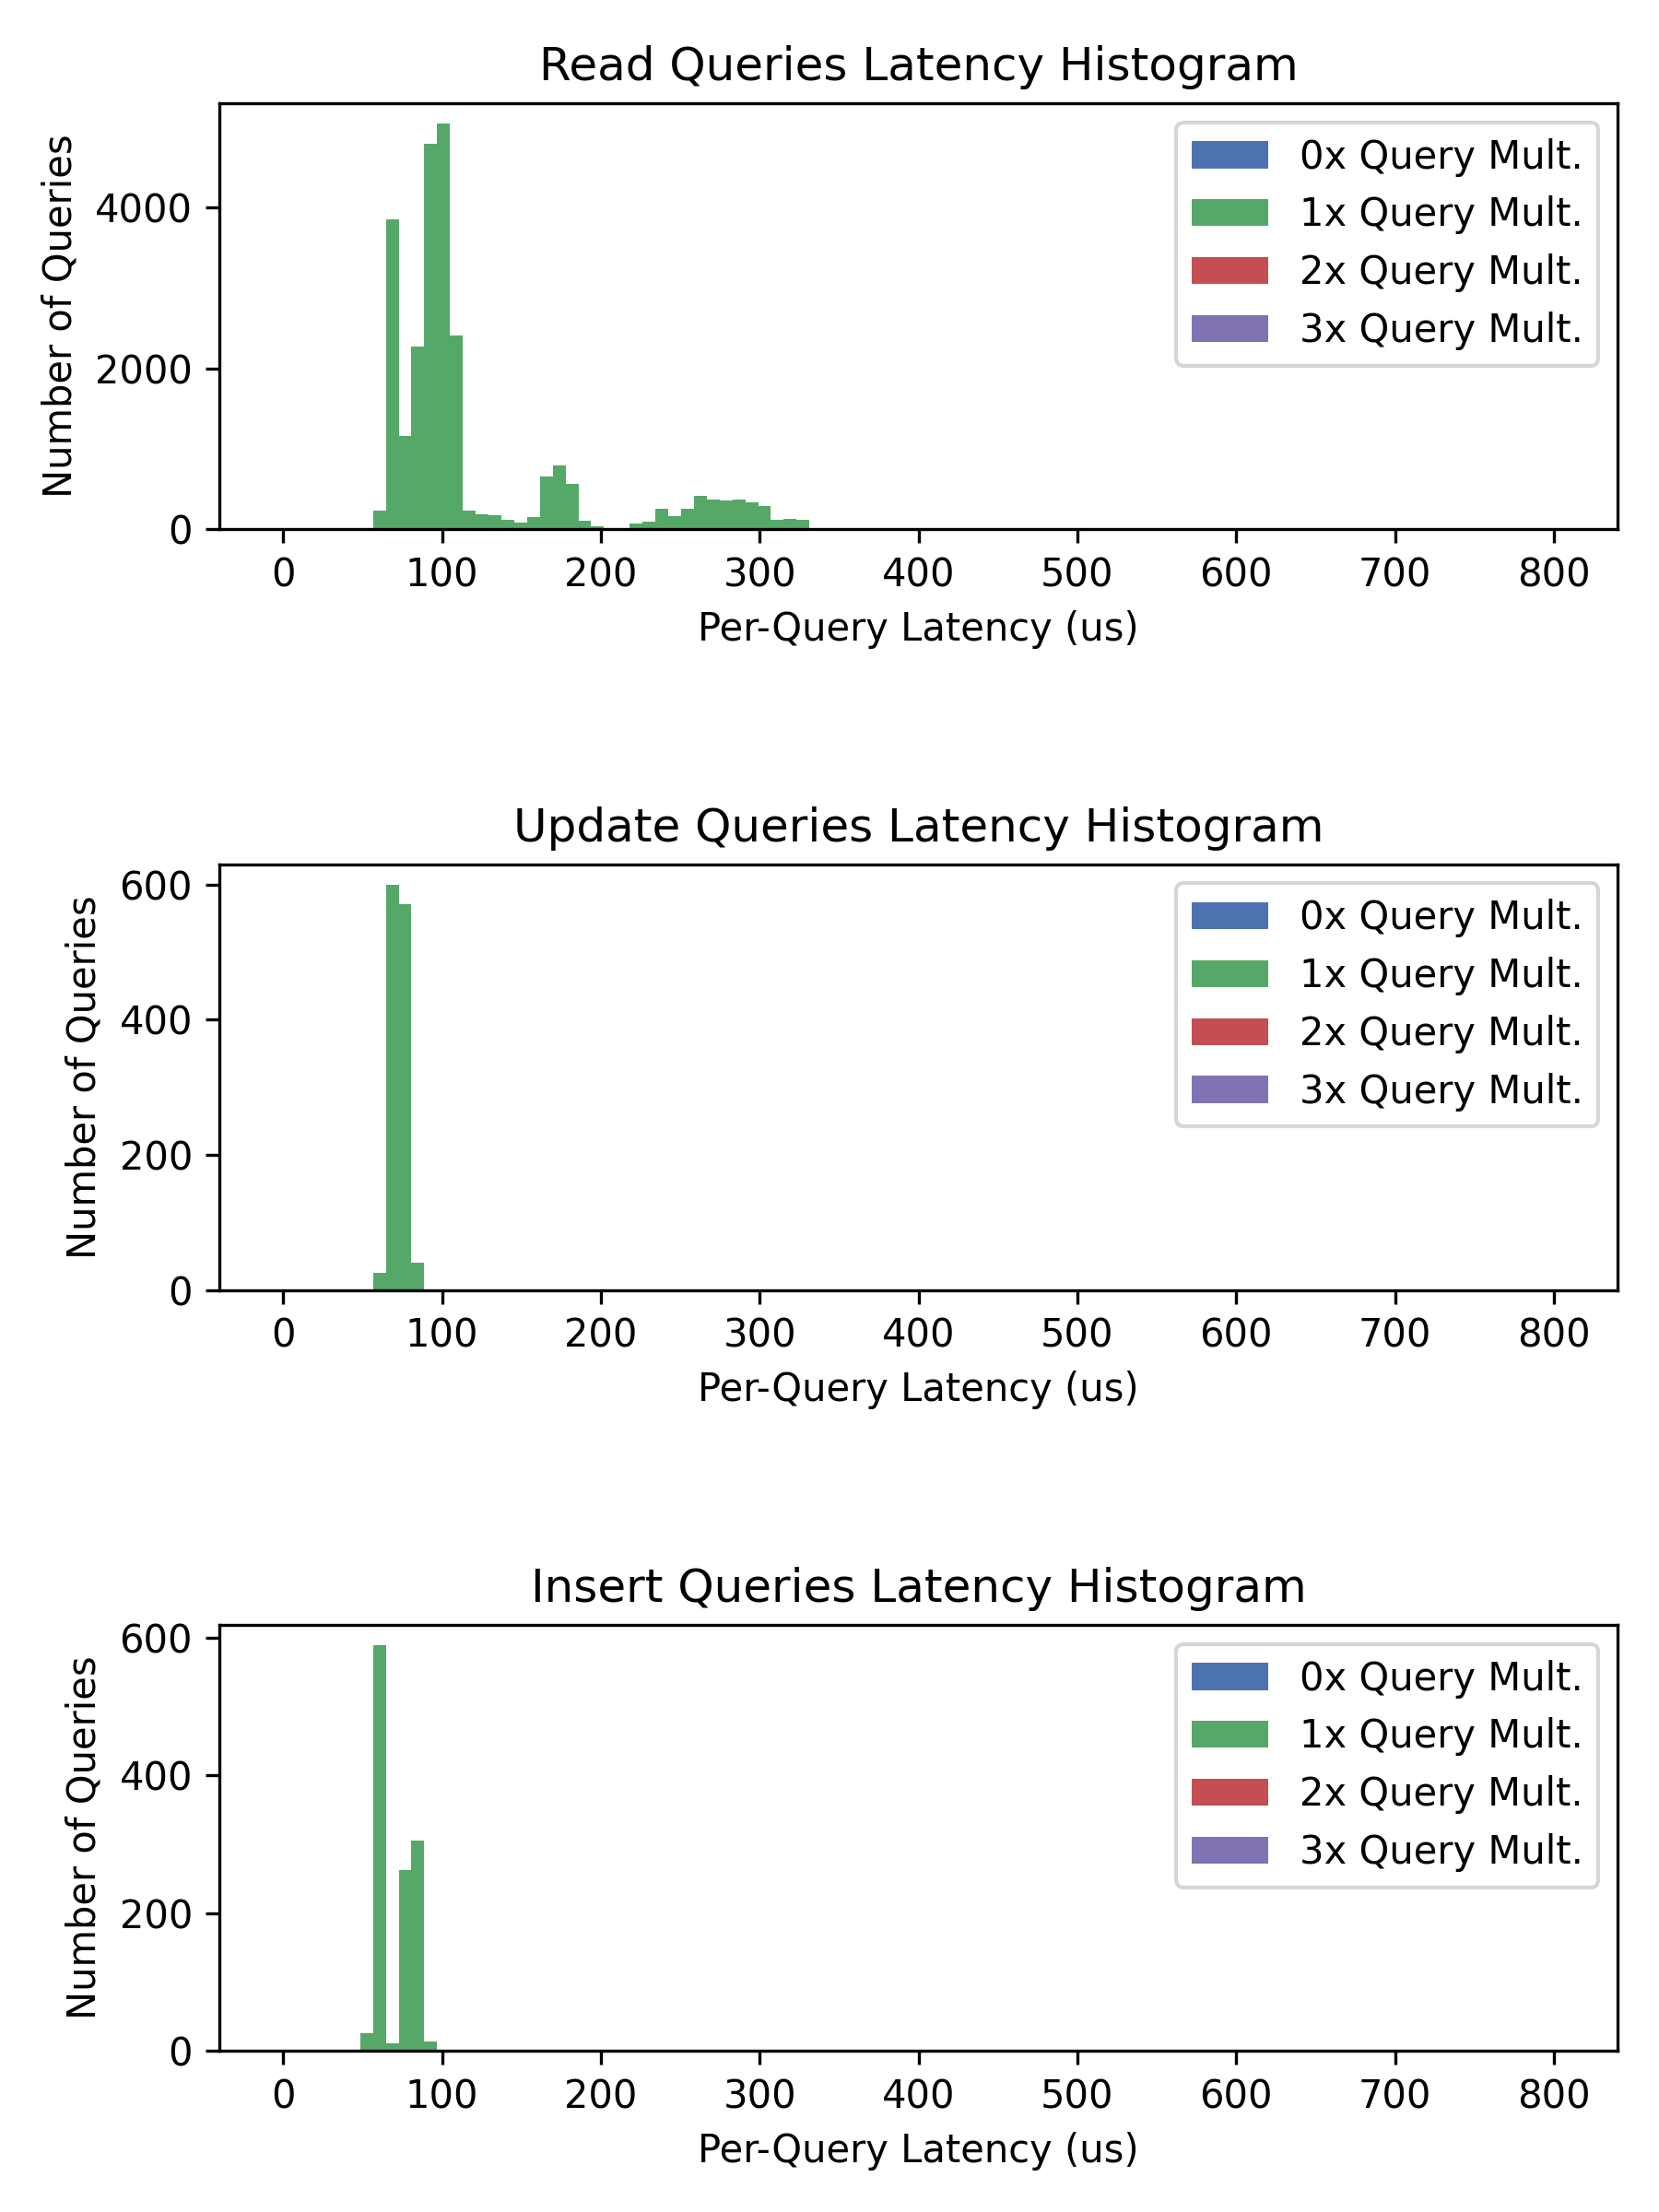 Read Queries Latency Histogram
Number of Queries
4000
2000
0
0x Query Mult.
1x Query Mult.
2x Query Mult.
3x Query Mult.
0 100 200 300 400 500 600 700 800
Per-Query Latency (us)
Update Queries Latency Histogram
Number of Queries
600
400
200
0
0x Query Mult.
1x Query Mult.
2x Query Mult.
3x Query Mult.
0 100 200 300 400 500 600 700 800
Per-Query Latency (us)
Insert Queries Latency Histogram
Number of Queries
600
400
200
0
0x Query Mult.
1x Query Mult.
2x Query Mult.
3x Query Mult.
0 100 200 300 400 500 600 700 800
Per-Query Latency (us)